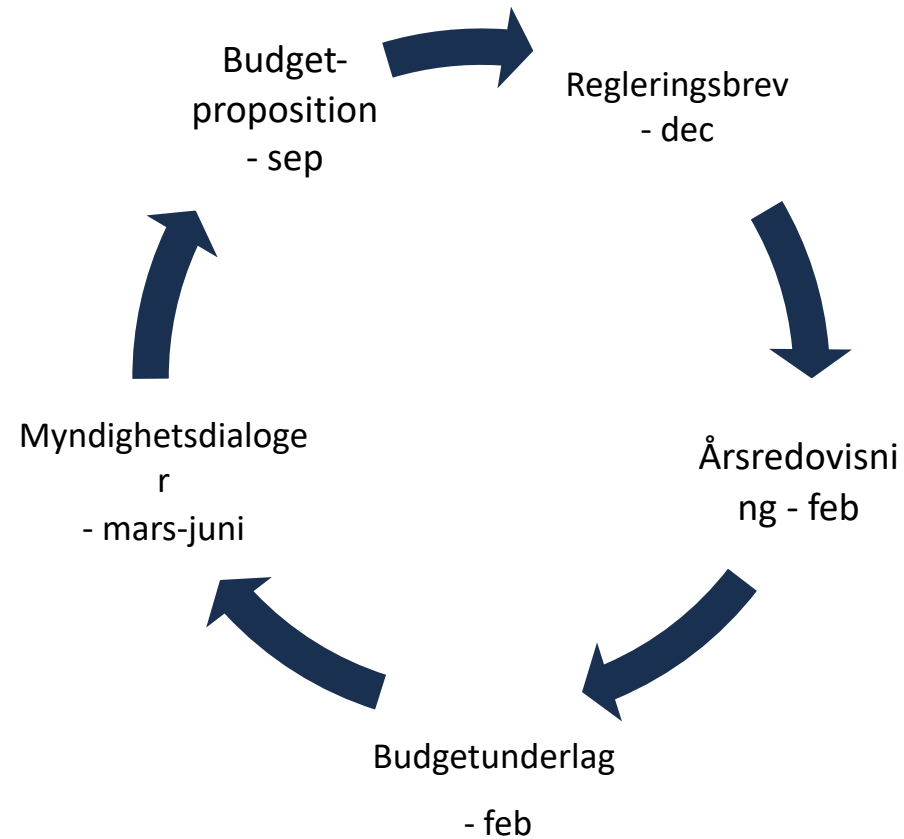 Budget-
proposition
- sep
Regleringsbrev
- dec
Årsredovisni
ng - feb
Budgetunderlag
- feb
Myndighetsdialoge
r
- mars-juni